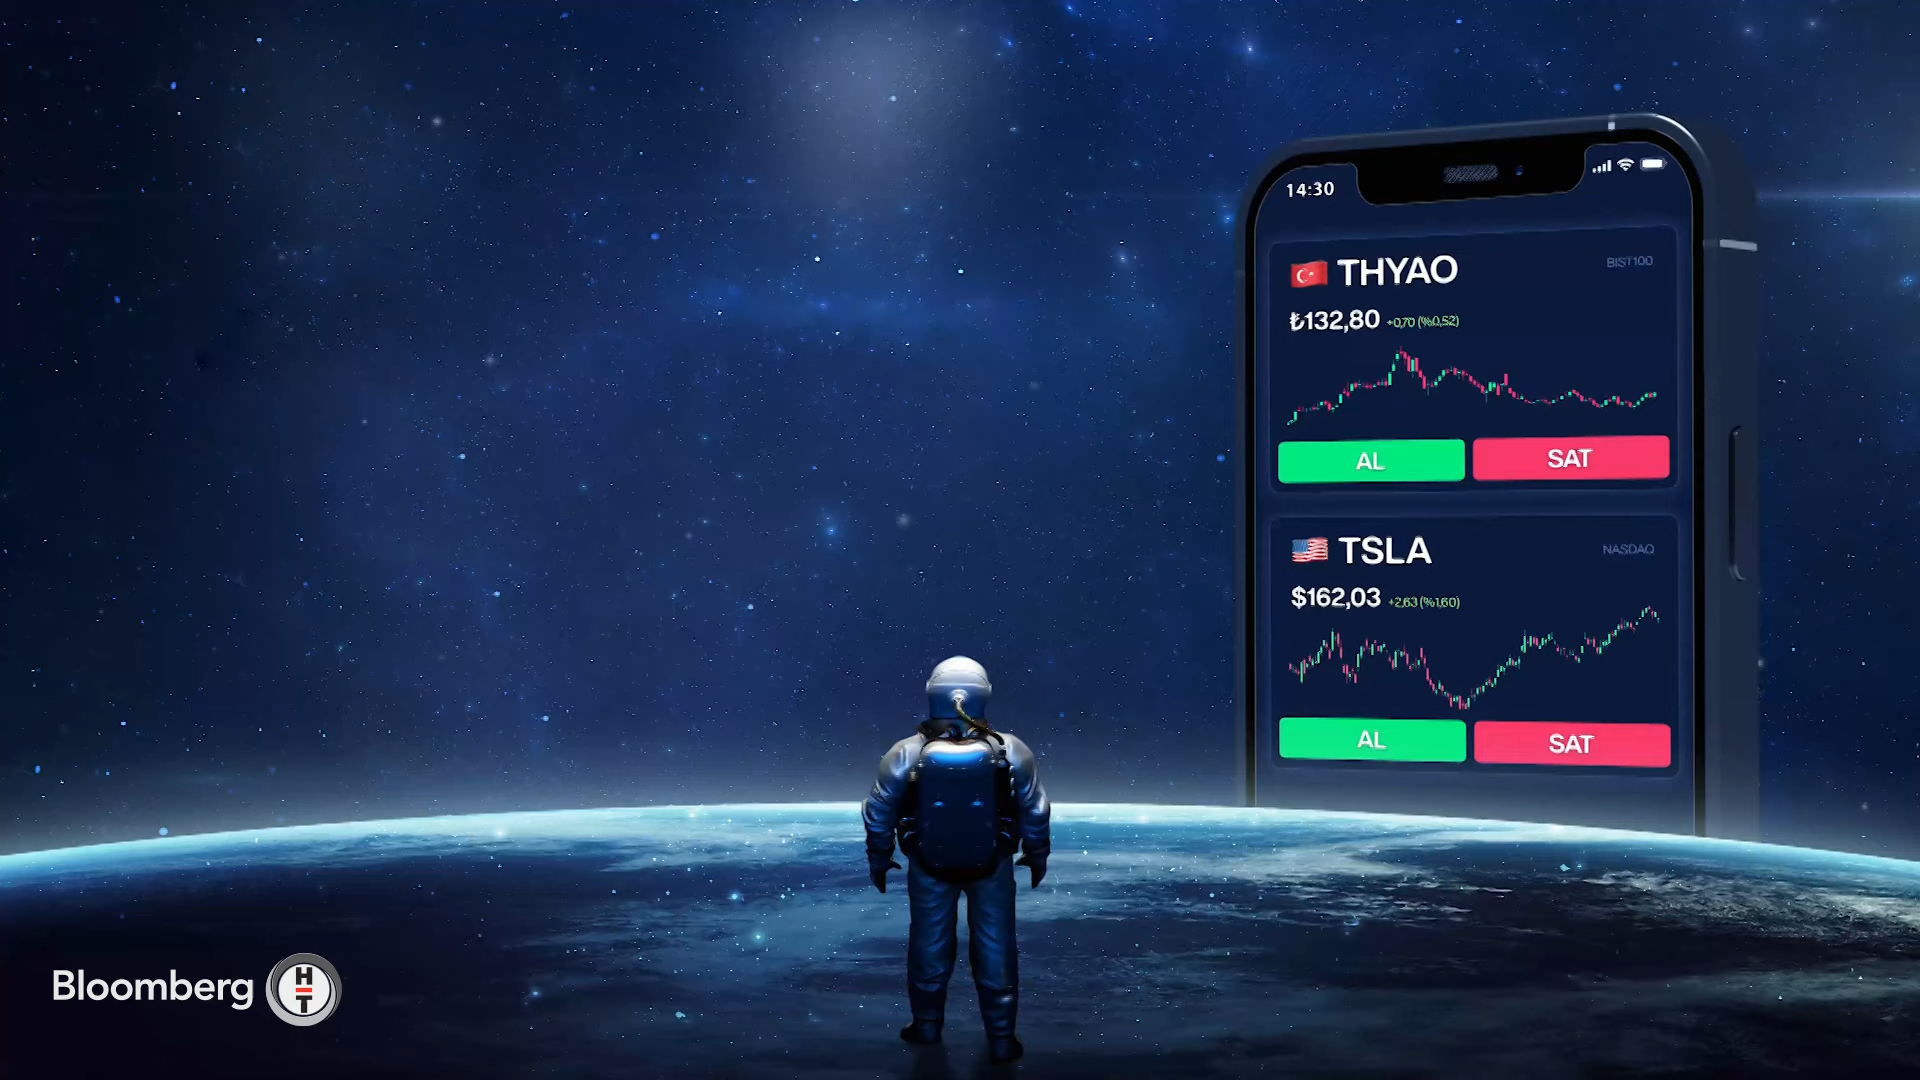 14:30
THYAO
BIST100
₺132,80 +0,70 (%0,52)
AL
SAT
TSLA
NASDAQ
$162,03 +2,63 (%1,60)
AL
SAT
Bloomberg HT